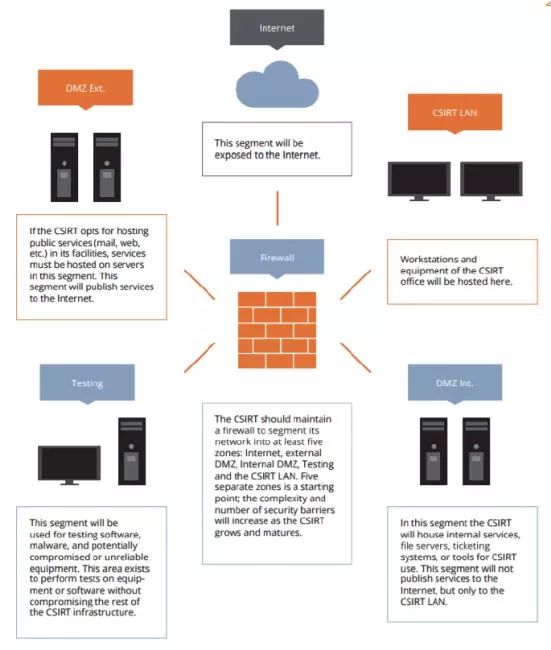 Internet
DMZ Ext.
CSIRT LAN
This segment will be
exposed to the Internet.
If the CSIRT opts for hosting
public services (mail, web,
etc.) in its facilities, services
must be hosted on servers
in this segment. This
segment will publish services
to the Internet.
Firewall
Workstations and
equipment of the CSIRT
office will be hosted here.
Testing
DMZ Int.
The CSIRT should maintain
a firewall to segment its
network into at least five
zones: Internet, external
DMZ, Internal DMZ, Testing
and the CSIRT LAN. Five
separate zones is a starting
point; the complexity and
number of security barriers
will increase as the CSIRT
grows and matures.
This segment will be
used for testing software,
malware, and potentially
compromised or unreliable
equipment. This area exists
to perform tests on equip-
ment or software without
compromising the rest of
the CSIRT infrastructure.
In this segment the CSIRT
will house internal services,
file servers, ticketing
systems, or tools for CSIRT
use. This segment will not
publish services to the
Internet, but only to the
CSIRT LAN.